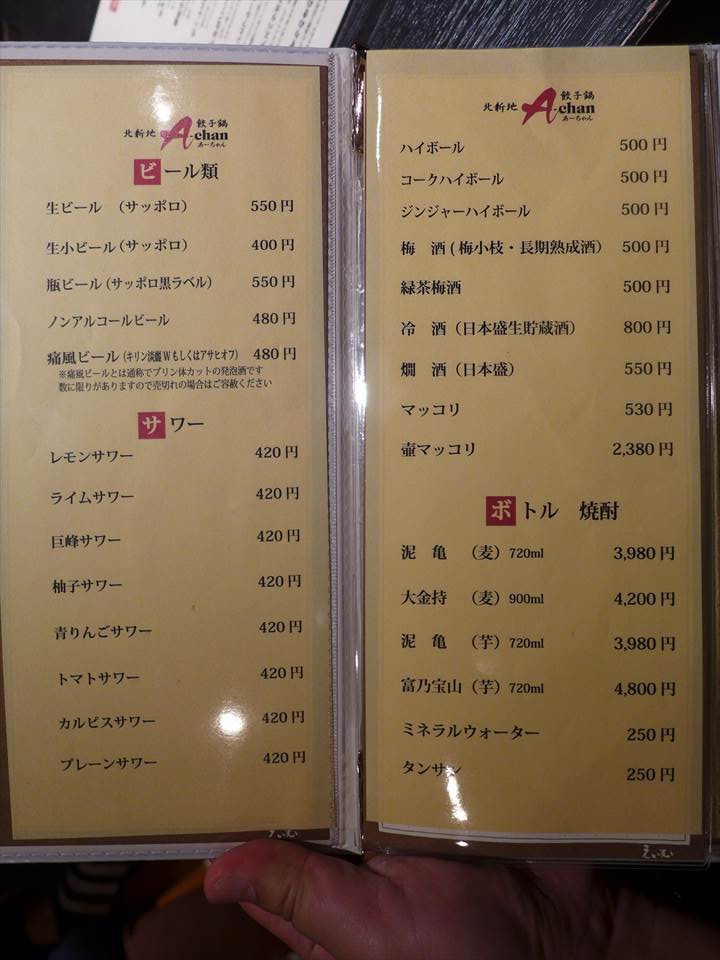 北新地 A-chan 餃子鍋
あーちゃん
ビール類
生ビール （サッポロ） 550円
生小ビール（サッポロ） 400円
瓶ビール（サッポロ黒ラベル） 550円
ノンアルコールビール 480円
痛風ビール（キリン淡麗Wもしくはアサヒオフ） 480円
※痛風ビールとは通称でプリン体カットの発泡酒です
数に限りがありますので売切れの場合はご容赦ください
サワー
レモンサワー 420円
ライムサワー 420円
巨峰サワー 420円
柚子サワー 420円
青りんごサワー 420円
トマトサワー 420円
カルピスサワー 420円
プレーンサワー 420円
えいむ
北新地 A-chan 餃子鍋
あーちゃん
ハイボール 500円
コークハイボール 500円
ジンジャーハイボール 500円
梅 酒（梅小枝・長期熟成酒） 500円
緑茶梅酒 500円
冷 酒（日本盛生貯蔵酒） 800円
燗 酒（日本盛） 550円
マッコリ 530円
壷マッコリ 2,380円
ボトル 焼酎
泥 亀 （麦）720ml 3,980円
大金持 （麦）900ml 4,200円
泥 亀 （芋）720ml 3,980円
富乃宝山（芋）720ml 4,800円
ミネラルウォーター 250円
タンサン 250円
えいむ